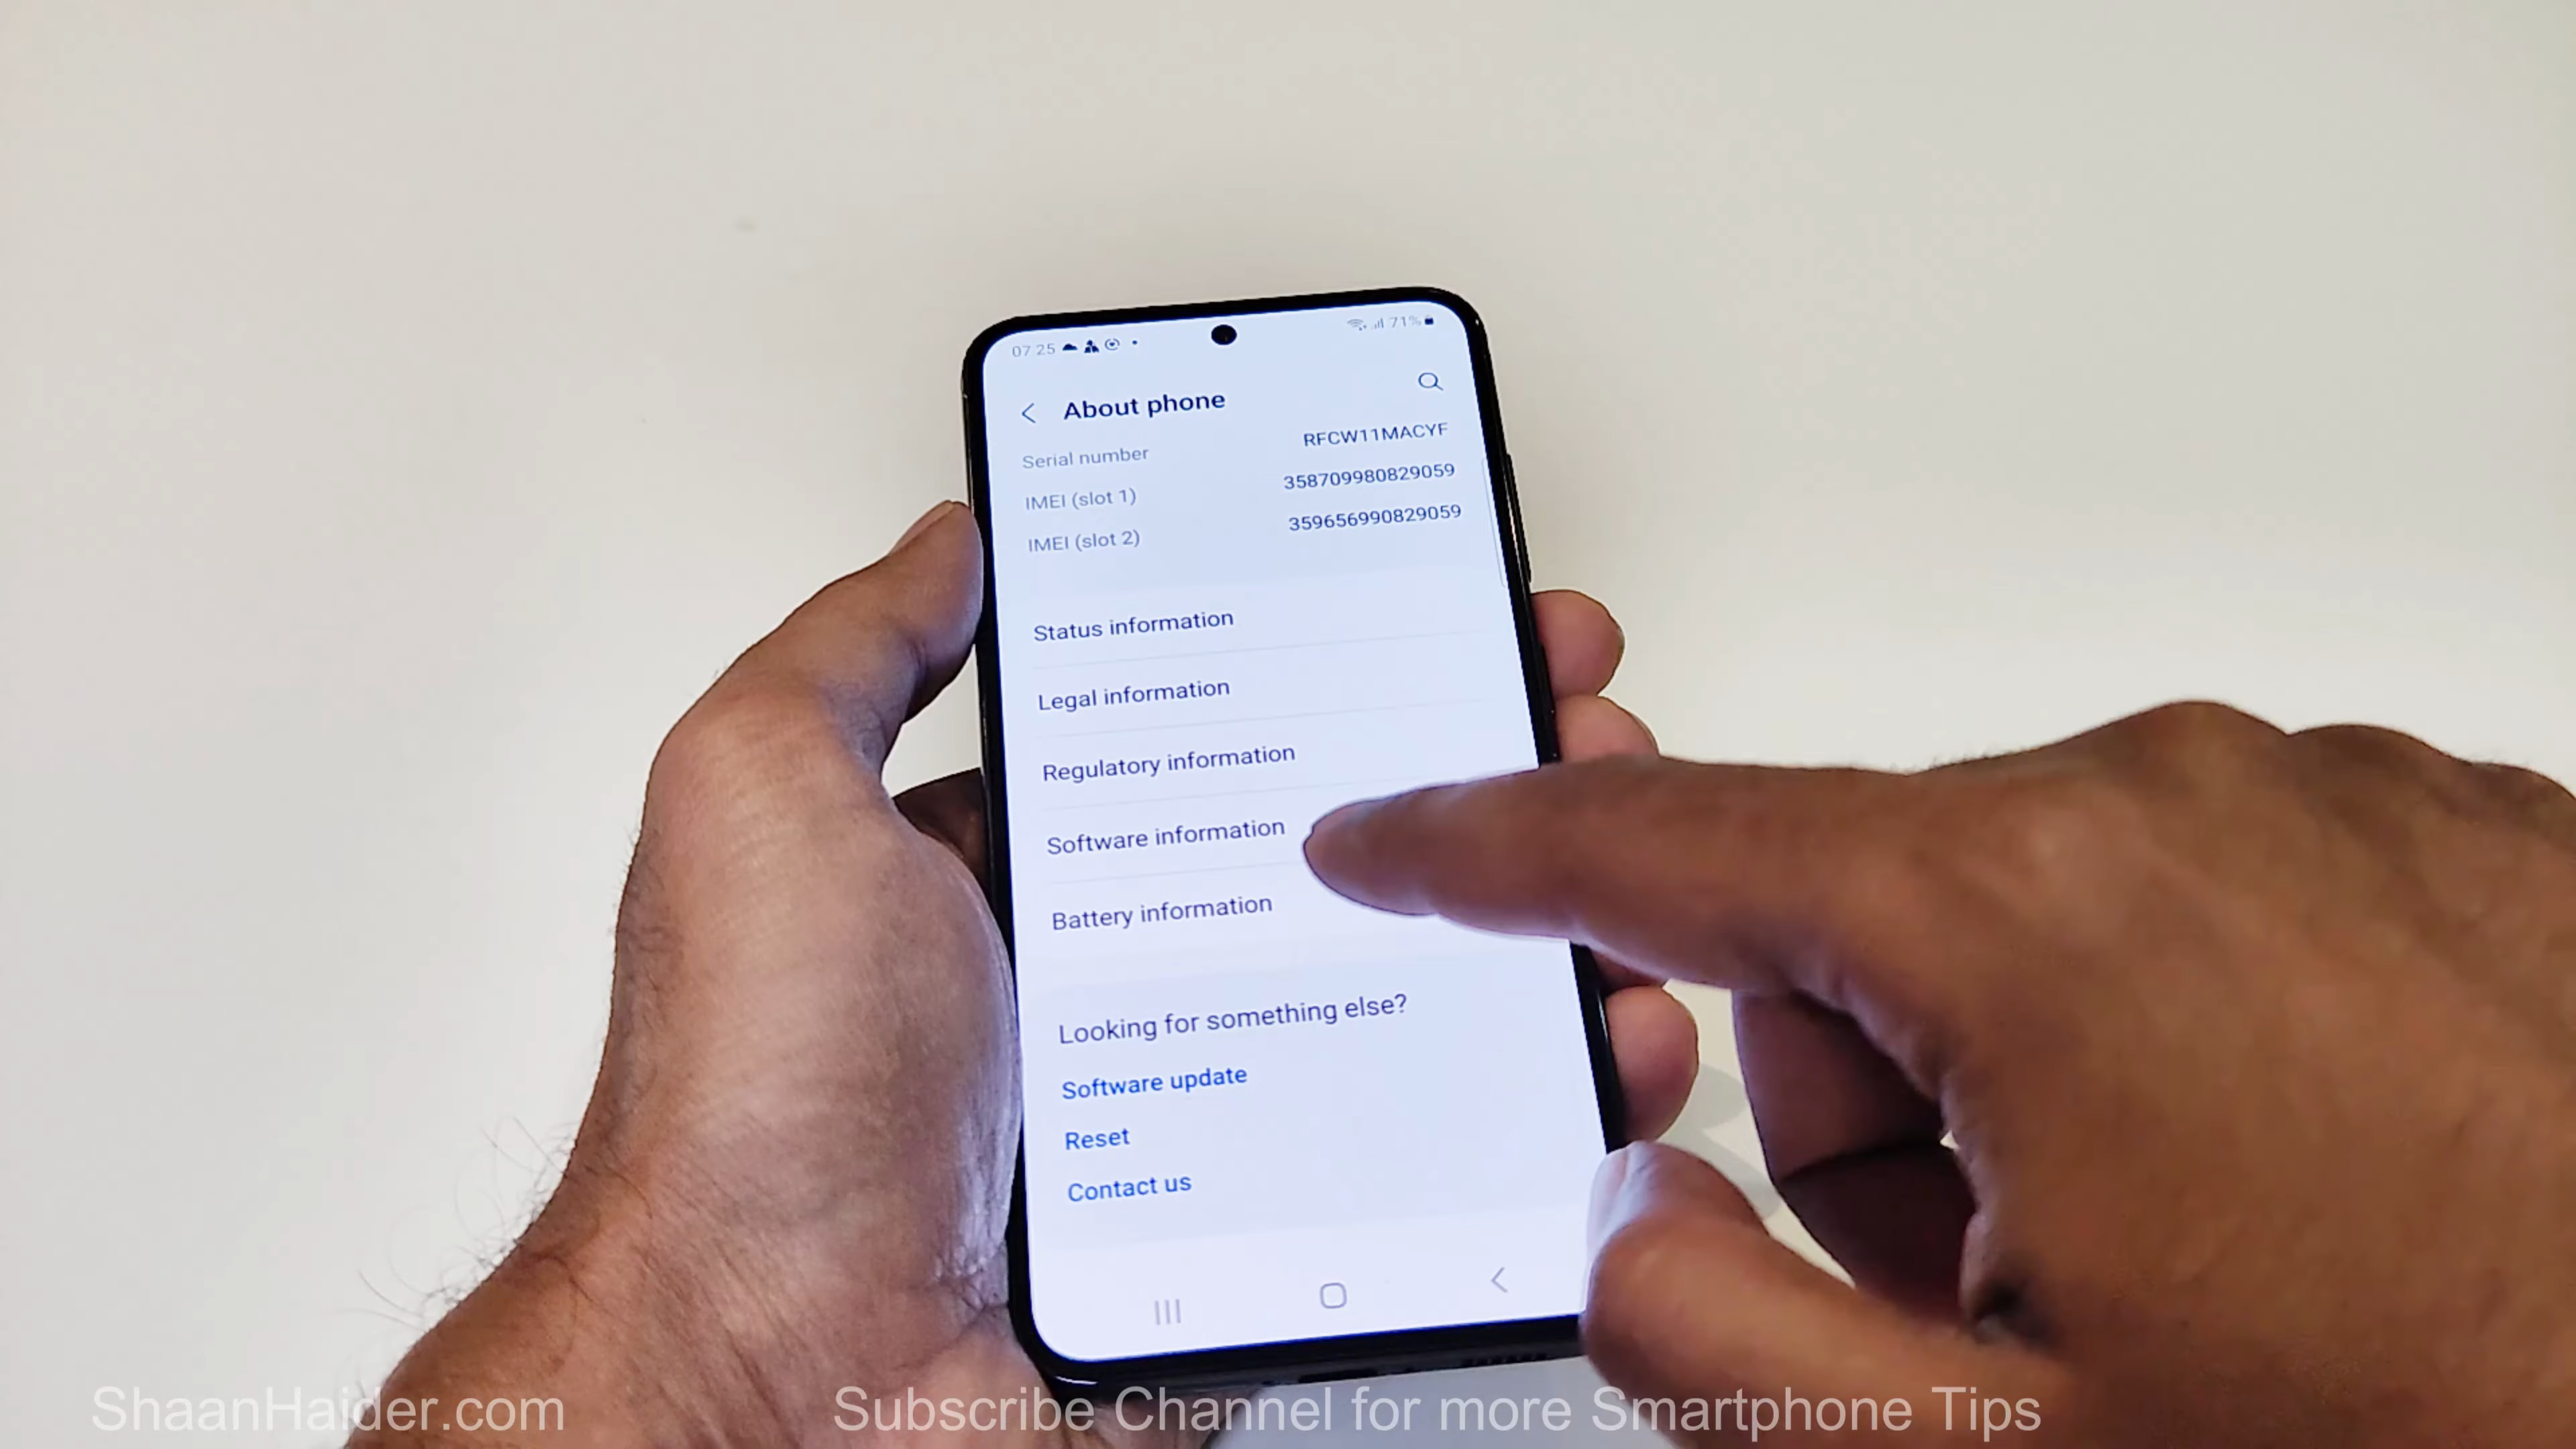 07 25
71%
About phone
Serial number RFCW11MACYF
IMEI (slot 1) 358709980829059
IMEI (slot 2) 359656990829059
Status information
Legal information
Regulatory information
Software information
Battery information
Looking for something else?
Software update
Reset
Contact us
ShaanHaider.com
Subscribe Channel for more Smartphone Tips